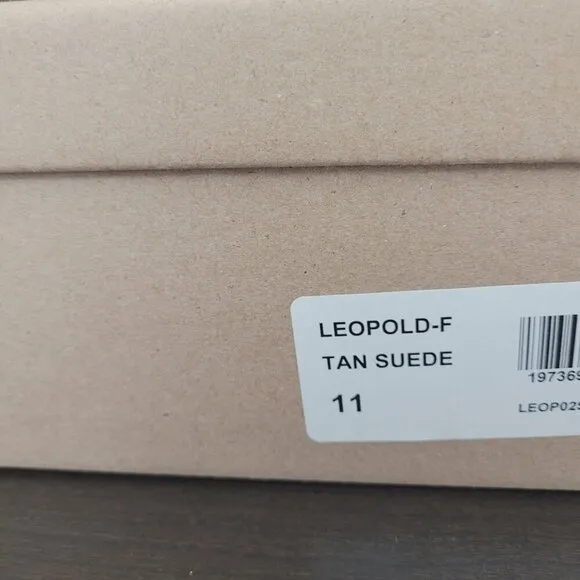 LEOPOLD-F
TAN SUEDE
11
19736
LEOP02